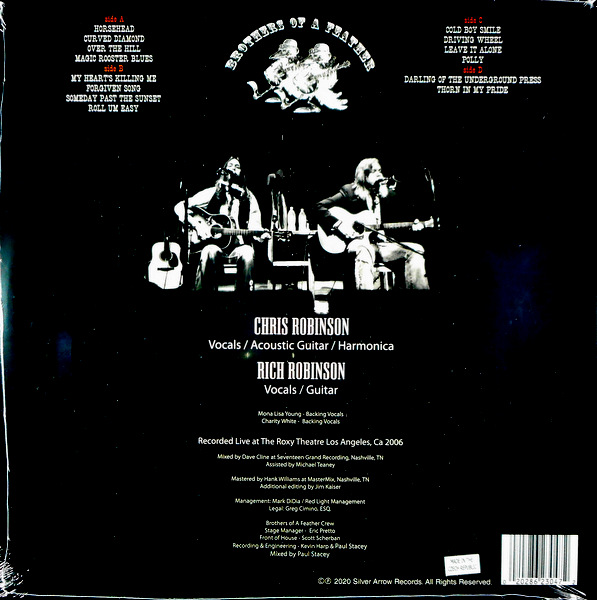 side A
HORSEHEAD
CURVED DIAMOND
OVER THE HILL
MAGIC ROOSTER BLUES
side B
MY HEART'S KILLING ME
FORGIVEN SONG
SOMEDAY PAST THE SUNSET
ROLL UM EASY
BROTHERS OF A FEATHER
side C
COLD BOY SMILE
DRIVING WHEEL
LEAVE IT ALONE
POLLY
side D
DARLING OF THE UNDERGROUND PRESS
THORN IN MY PRIDE
CHRIS ROBINSON
Vocals / Acoustic Guitar / Harmonica
RICH ROBINSON
Vocals / Guitar
Mona Lisa Young - Backing Vocals
Charity White - Backing Vocals
Recorded Live at The Roxy Theatre Los Angeles, Ca 2006
Mixed by Dave Cline at Seventeen Grand Recording, Nashville, TN
Assisted by Michael Teaney
Mastered by Hank Williams at MasterMix, Nashville, TN
Additional editing by Jim Kaiser
Management: Mark DiDia / Red Light Management
Legal: Greg Cimino, ESQ.
Brothers of A Feather Crew
Stage Manager - Eric Pretto
Front of House - Scott Scherban
Recording & Engineering - Kevin Harp & Paul Stacey
Mixed by Paul Stacey
MADE IN THE
CZECH REPUBLIC
©℗ 2020 Silver Arrow Records. All Rights Reserved.